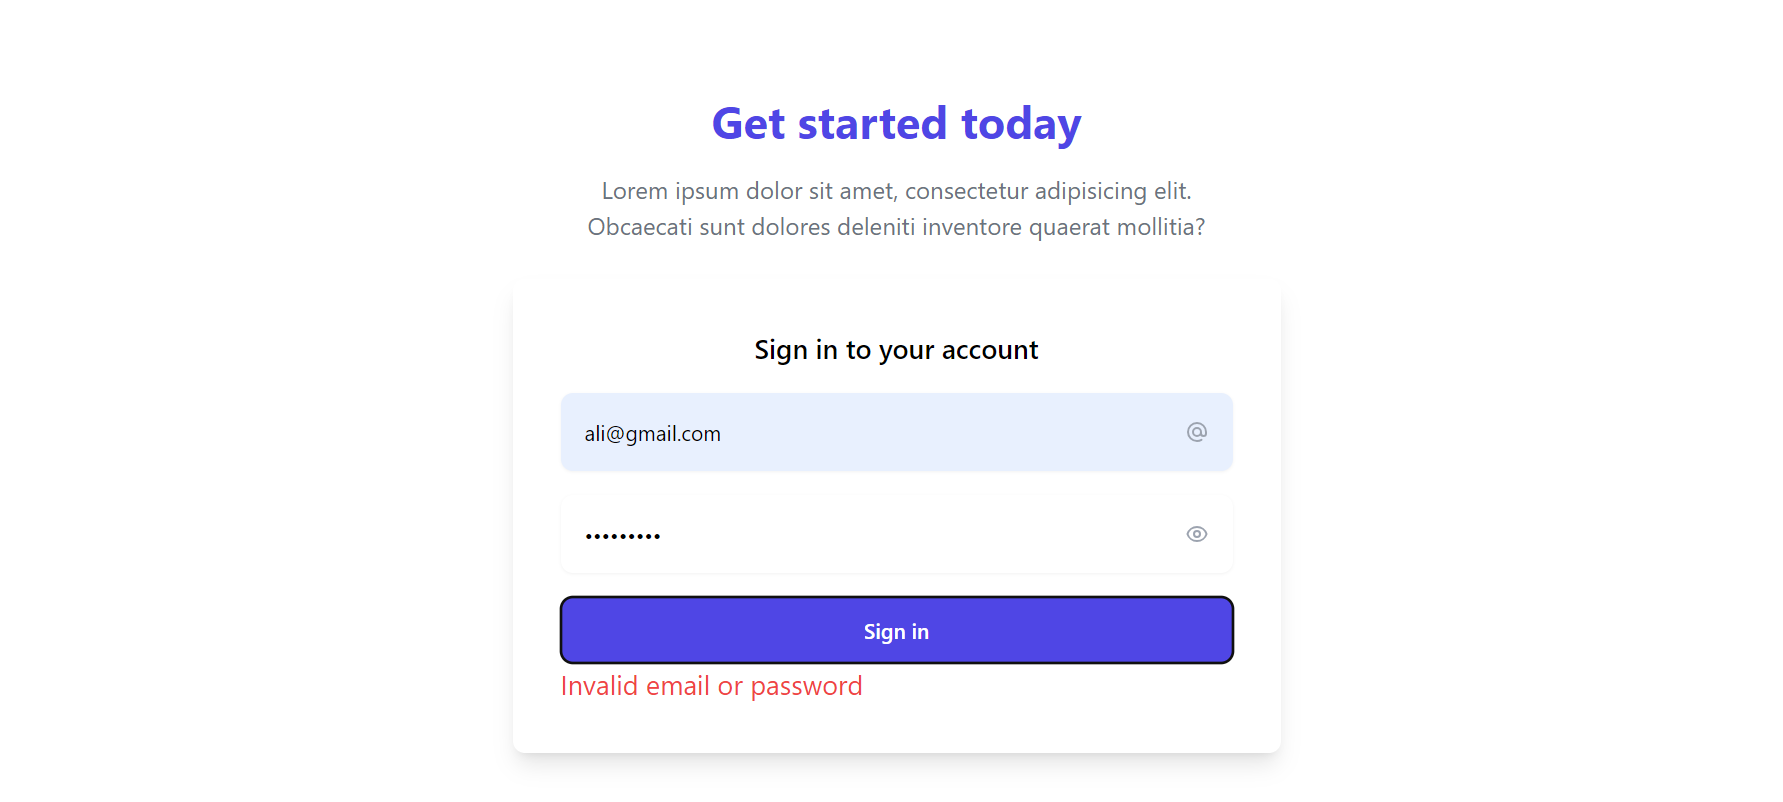 Get started today
Lorem ipsum dolor sit amet, consectetur adipisicing elit.
Obcaecati sunt dolores deleniti inventore quaerat mollitia?
Sign in to your account
ali@gmail.com
•••••••••
Sign in
Invalid email or password